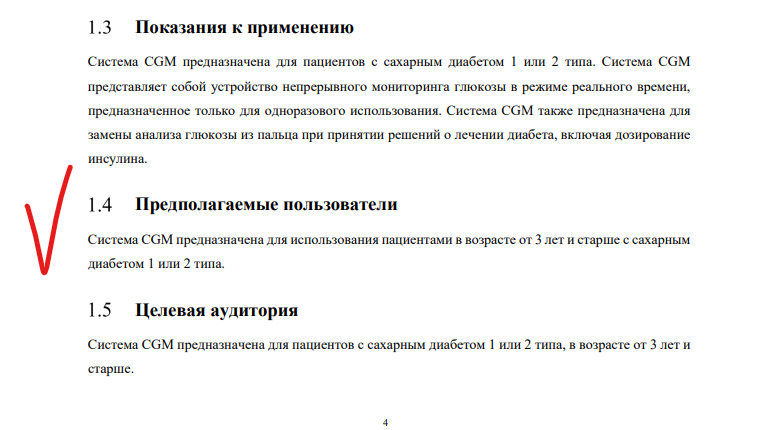 1.3 Показания к применению
Система CGM предназначена для пациентов с сахарным диабетом 1 или 2 типа. Система CGM
представляет собой устройство непрерывного мониторинга глюкозы в режиме реального времени,
предназначенное только для одноразового использования. Система CGM также предназначена для
замены анализа глюкозы из пальца при принятии решений о лечении диабета, включая дозирование
инсулина.
1.4 Предполагаемые пользователи
Система CGM предназначена для использования пациентами в возрасте от 3 лет и старше с сахарным
диабетом 1 или 2 типа.
1.5 Целевая аудитория
Система CGM предназначена для пациентов с сахарным диабетом 1 или 2 типа, в возрасте от 3 лет и
старше.
4